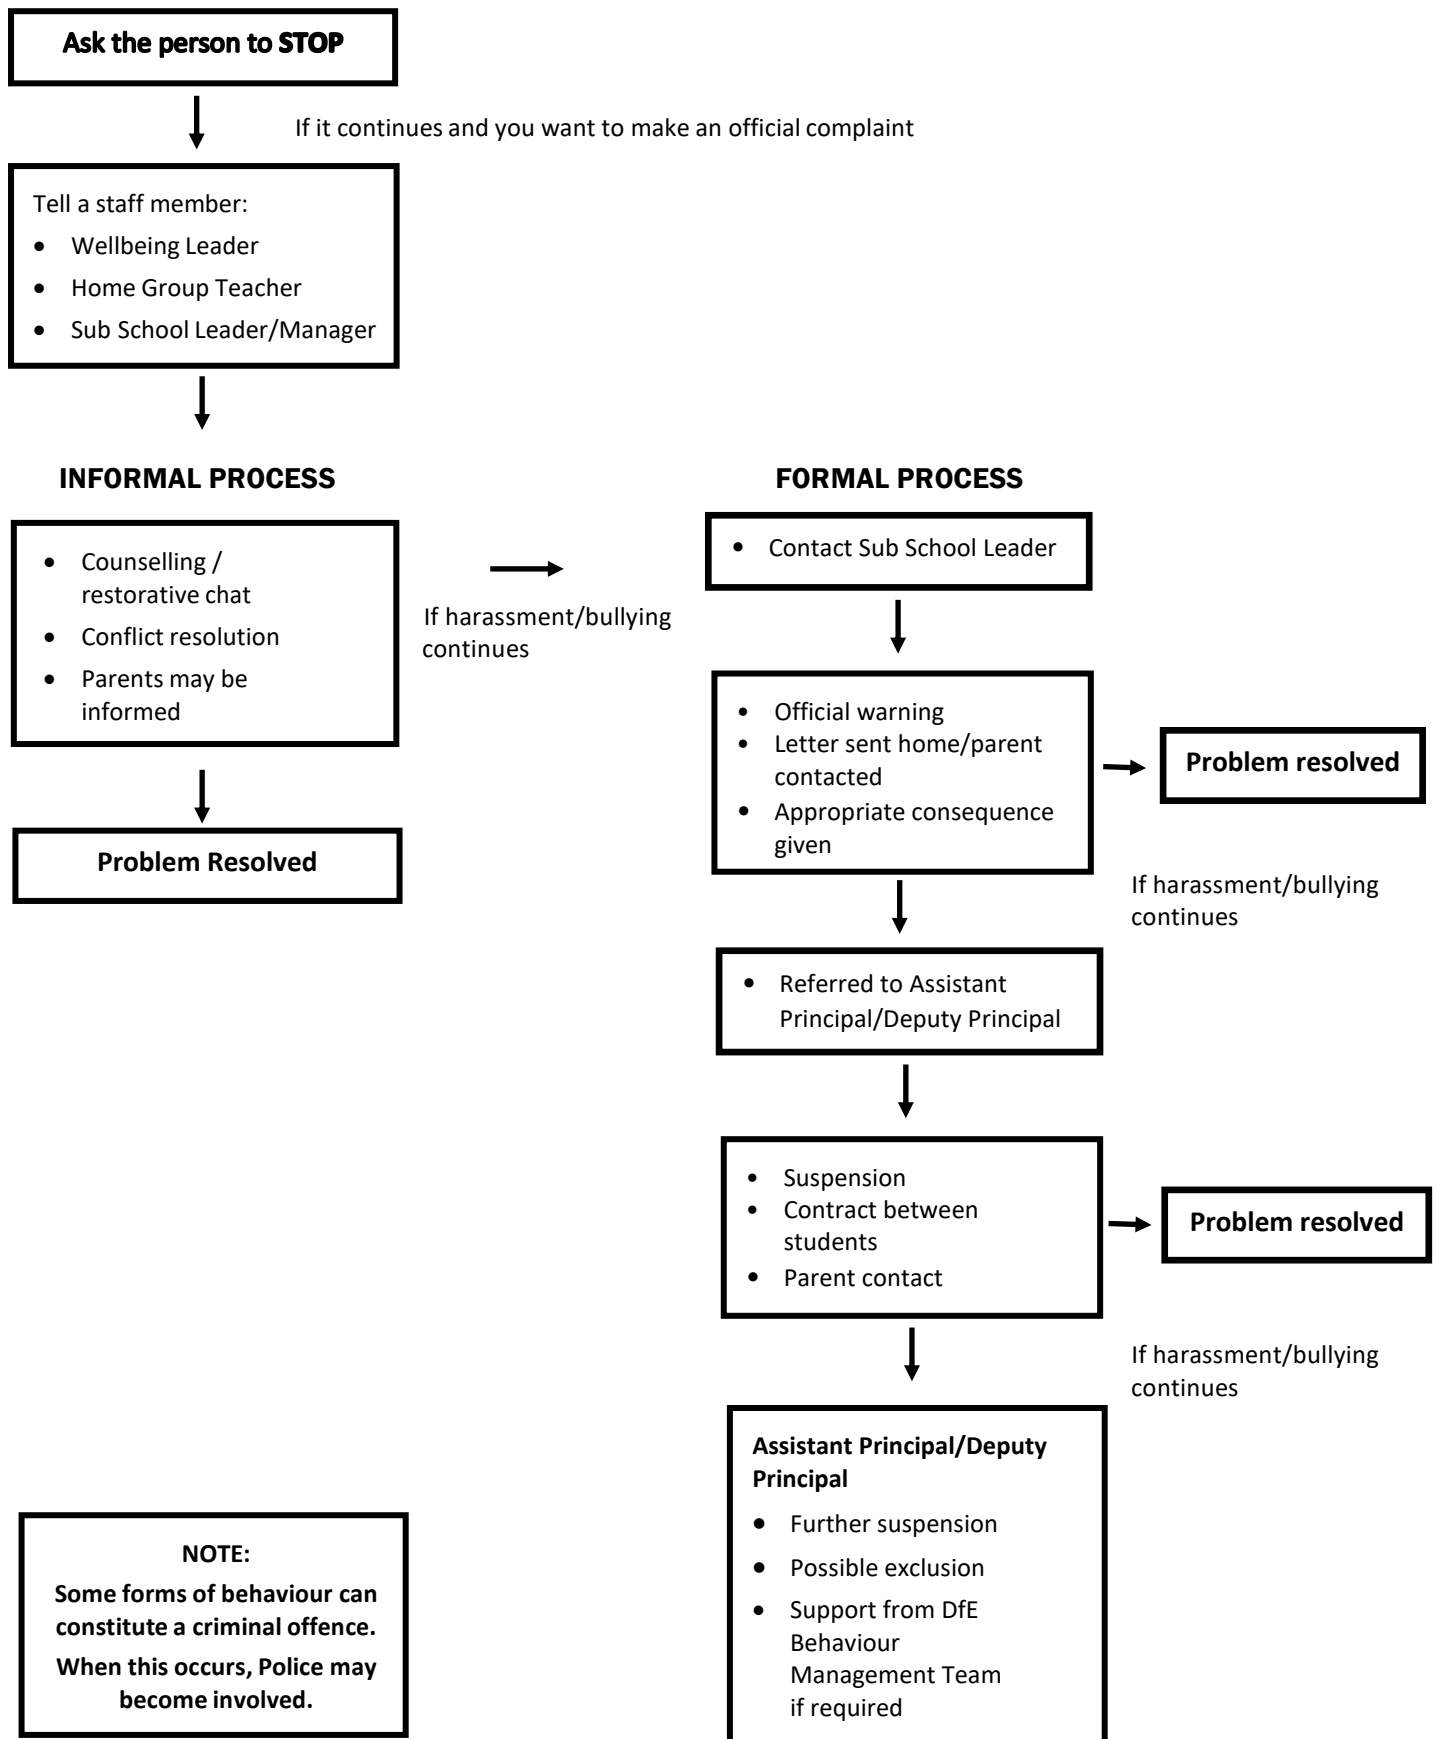 Ask the person to STOP
If it continues and you want to make an official complaint
Tell a staff member:
• Wellbeing Leader
• Home Group Teacher
• Sub School Leader/Manager
INFORMAL PROCESS
• Counselling /
restorative chat
• Conflict resolution
• Parents may be
informed
If harassment/bullying
continues
Problem Resolved
FORMAL PROCESS
• Contact Sub School Leader
• Official warning
• Letter sent home/parent
contacted
• Appropriate consequence
given
Problem resolved
If harassment/bullying
continues
• Referred to Assistant
Principal/Deputy Principal
• Suspension
• Contract between
students
• Parent contact
Problem resolved
If harassment/bullying
continues
Assistant Principal/Deputy
Principal
• Further suspension
• Possible exclusion
• Support from DfE
Behaviour
Management Team
if required
NOTE:
Some forms of behaviour can
constitute a criminal offence.
When this occurs, Police may
become involved.